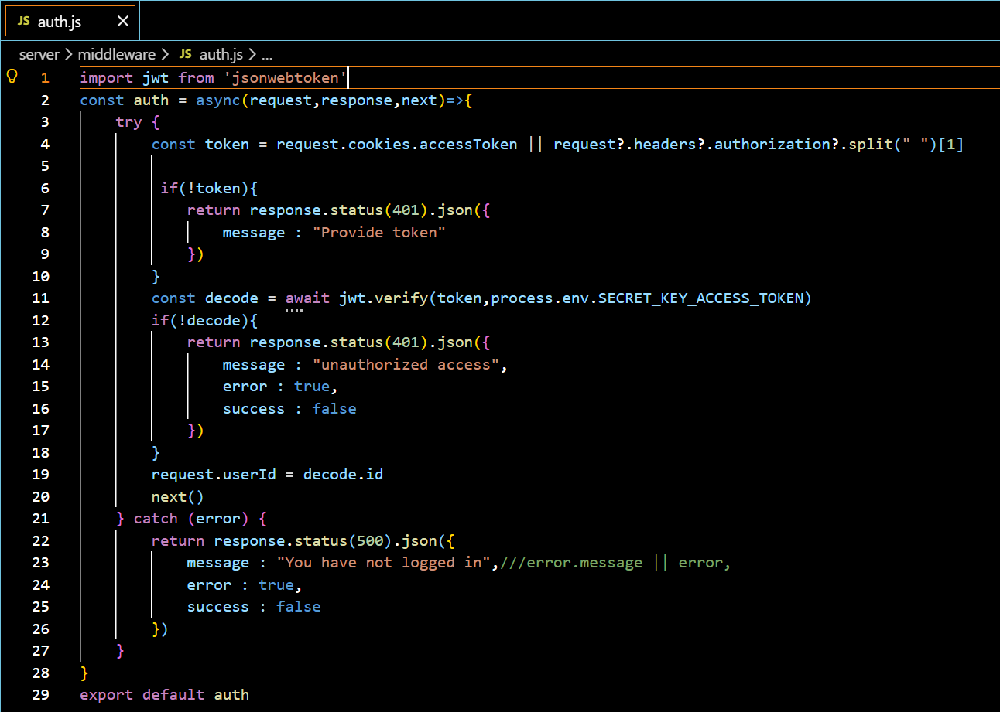 JS auth.js ×
server > middleware > JS auth.js > ...
1 import jwt from 'jsonwebtoken'
2 const auth = async(request,response,next)=>{
3     try {
4         const token = request.cookies.accessToken || request?.headers?.authorization?.split(" ")[1]
5
6          if(!token){
7             return response.status(401).json({
8                 message : "Provide token"
9             })
10         }
11         const decode = await jwt.verify(token,process.env.SECRET_KEY_ACCESS_TOKEN)
12         if(!decode){
13             return response.status(401).json({
14                 message : "unauthorized access",
15                 error : true,
16                 success : false
17             })
18         }
19         request.userId = decode.id
20         next()
21     } catch (error) {
22         return response.status(500).json({
23             message : "You have not logged in",///error.message || error,
24             error : true,
25             success : false
26         })
27     }
28 }
29 export default auth